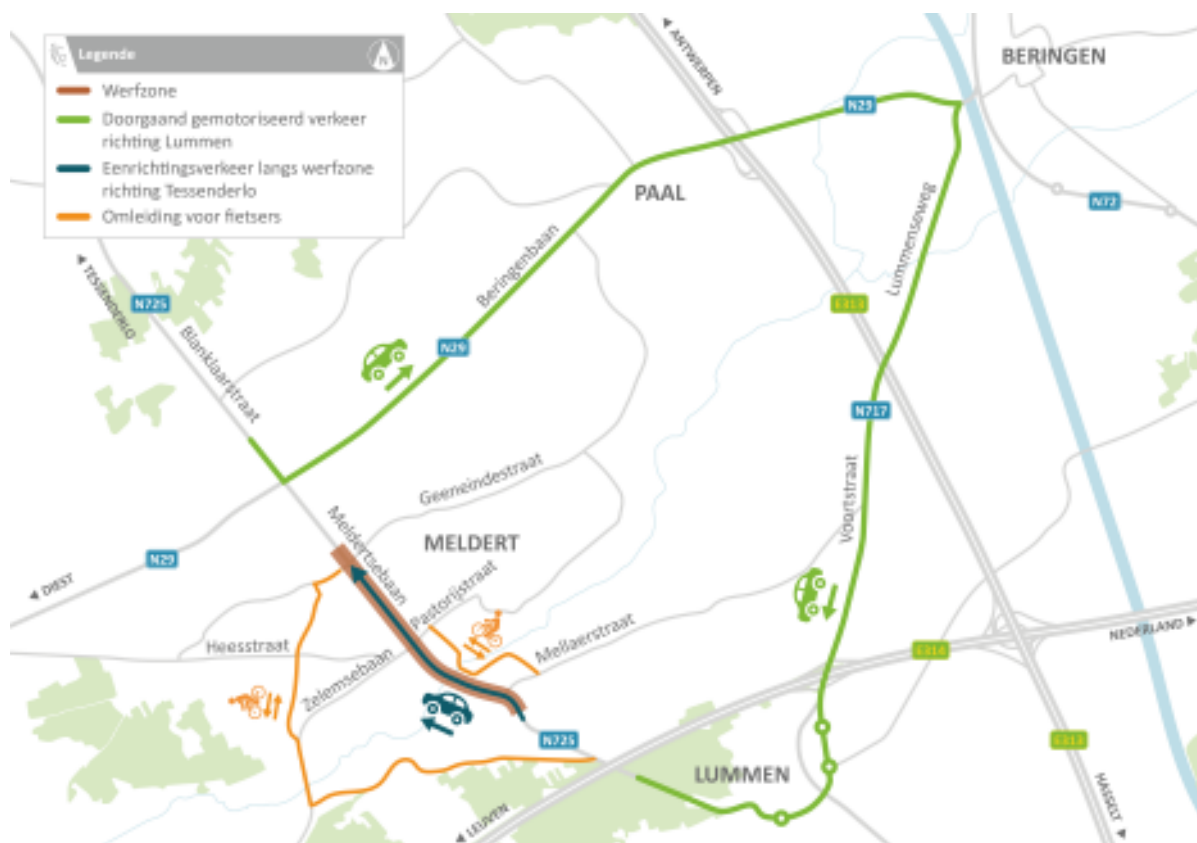 Legende
N
Werfzone
Doorgaand gemotoriseerd verkeer
richting Lummen
Eenrichtingsverkeer langs werfzone
richting Tessenderlo
Omleiding voor fietsers
ANTWERPEN
BERINGEN
N29
PAAL
N72
Lummenseweg
Beringenbaan
TESSENDERLO
N725
E313
Blanklaarstraat
N29
N717
Geeneindestraat
Voortstraat
Meldertsebaan
MELDERT
N29
DIEST
Pastorijstraat
Heesstraat
Mellaerstraat
NEDERLAND
E314
Zelemsebaan
N725
E313
LUMMEN
HASSELT
LEUVEN